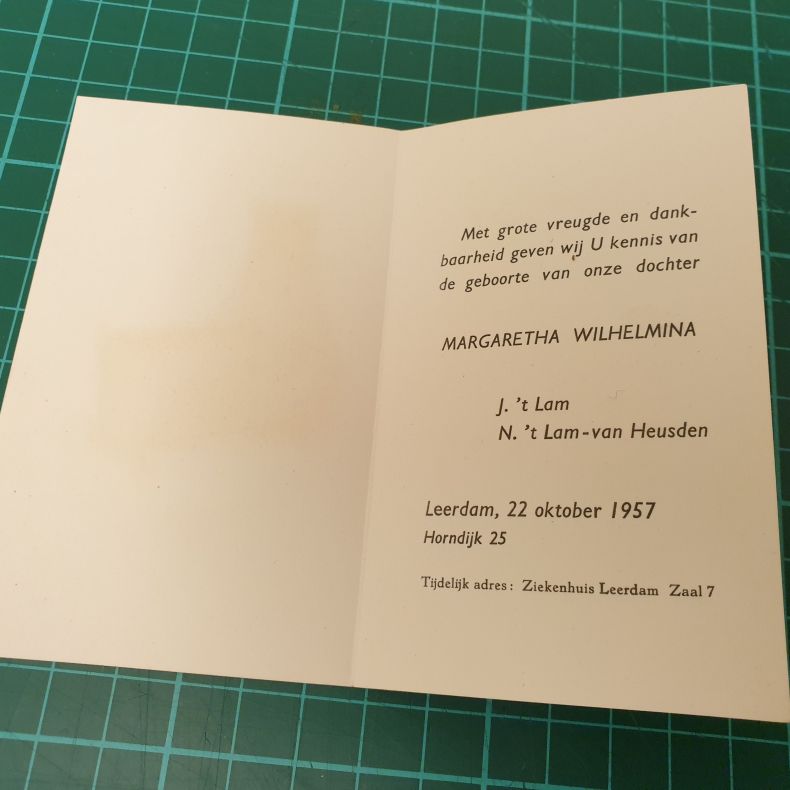 Met grote vreugde en dank-
baarheid geven wij U kennis van
de geboorte van onze dochter
MARGARETHA WILHELMINA
J. ’t Lam
N. ’t Lam-van Heusden
Leerdam, 22 oktober 1957
Horndijk 25
Tijdelijk adres: Ziekenhuis Leerdam Zaal 7